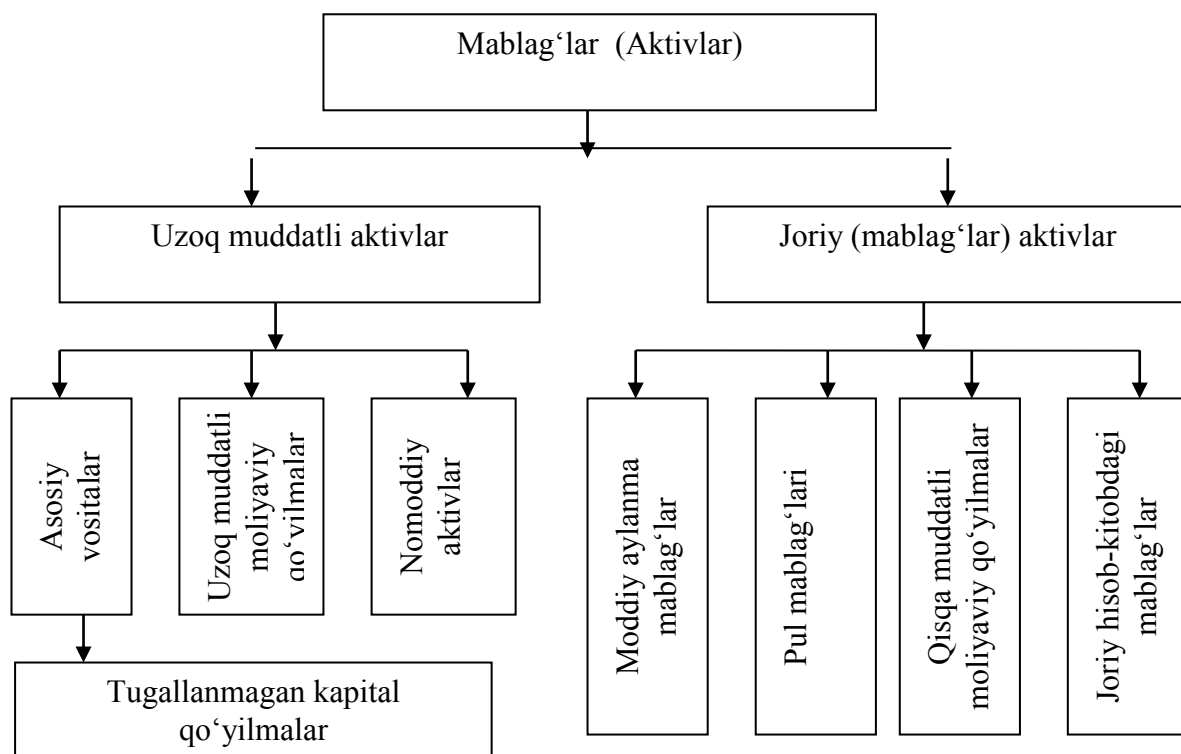 Mablag‘lar (Aktivlar)
Uzoq muddatli aktivlar
Joriy (mablag‘lar) aktivlar
Asosiy
vositalar
Uzoq muddatli
moliyaviy
qo‘yilmalar
Nomoddiy
aktivlar
Moddiy aylanma
mablag‘lar
Pul mablag‘lari
Qisqa muddatli
moliyaviy qo‘yilmalar
Joriy hisob-kitobdagi
mablag‘lar
Tugallanmagan kapital
qo‘yilmalar